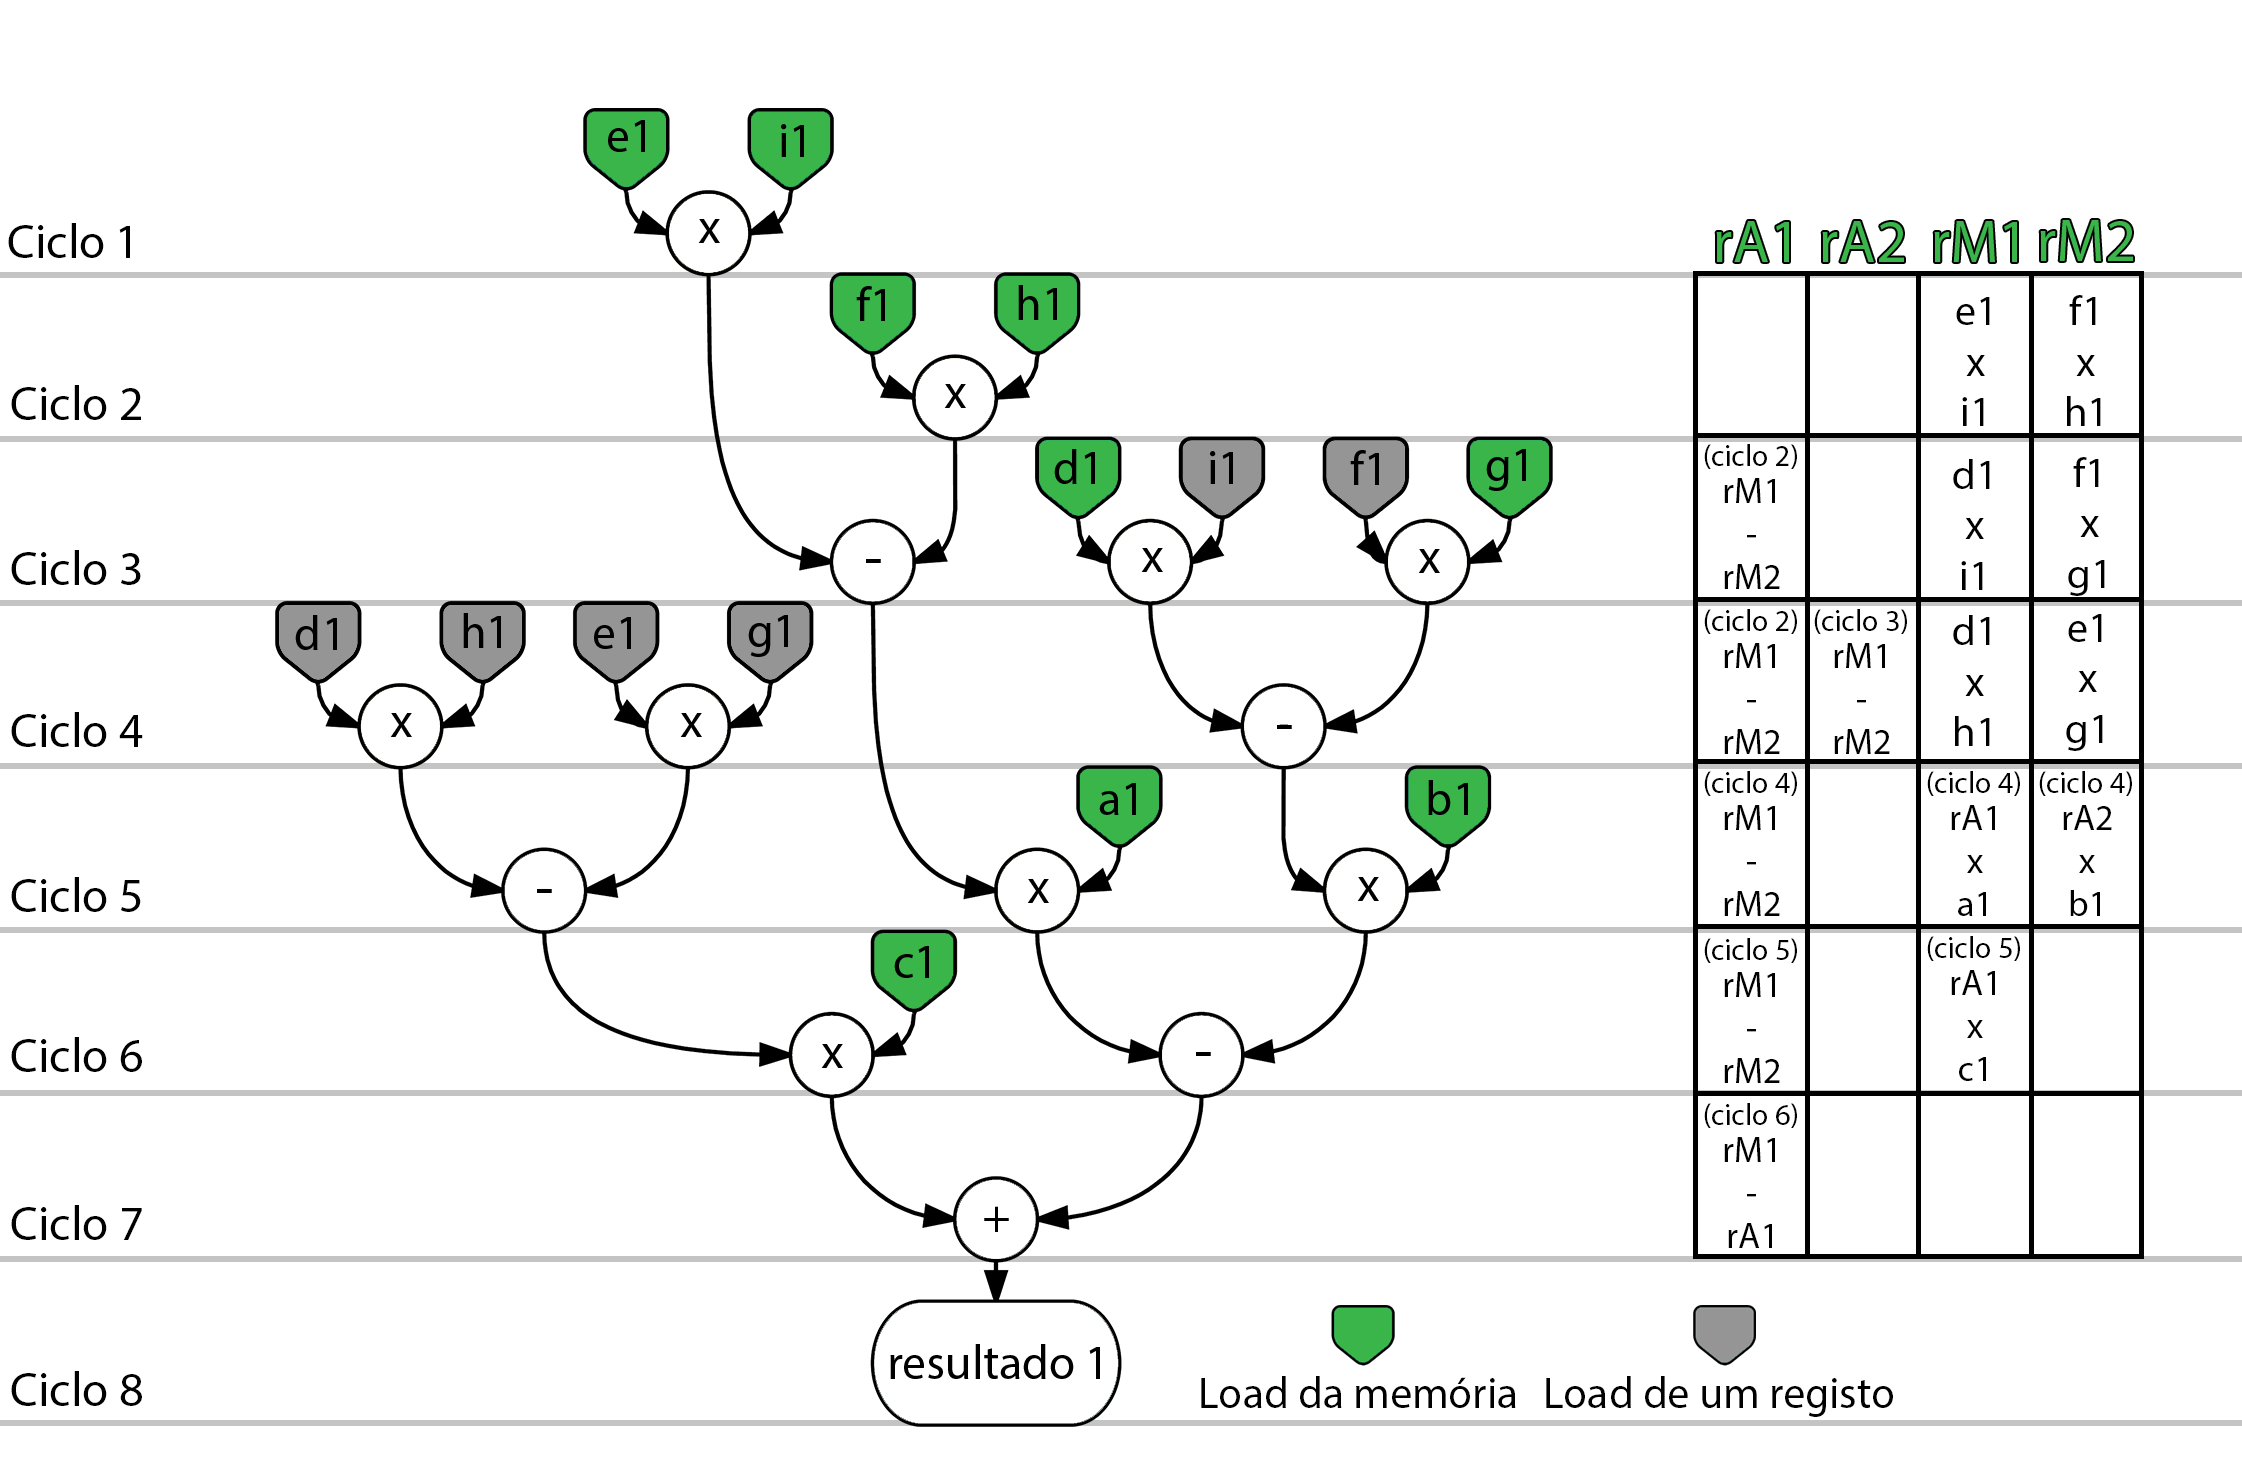 e1 i1
x
Ciclo 1 rA1 rA2 rM1 rM2
f1 h1
e1 f1
x x
i1 h1
x
Ciclo 2
d1 i1 f1 g1
(ciclo 2)
rM1
-
rM2
d1 f1
x x
i1 g1
- x x
Ciclo 3
d1 h1 e1 g1
(ciclo 2) (ciclo 3)
rM1 rM1
- -
rM2 rM2
d1 e1
x x
h1 g1
x x -
Ciclo 4
a1 b1
(ciclo 4) (ciclo 4) (ciclo 4)
rM1 rA1 rA2
- x x
rM2 a1 b1
- x x
Ciclo 5
c1
(ciclo 5) (ciclo 5)
rM1 rA1
- x
rM2 c1
x -
Ciclo 6
(ciclo 6)
rM1
-
rA1
+
Ciclo 7
resultado 1
Ciclo 8
Load da memória Load de um registo